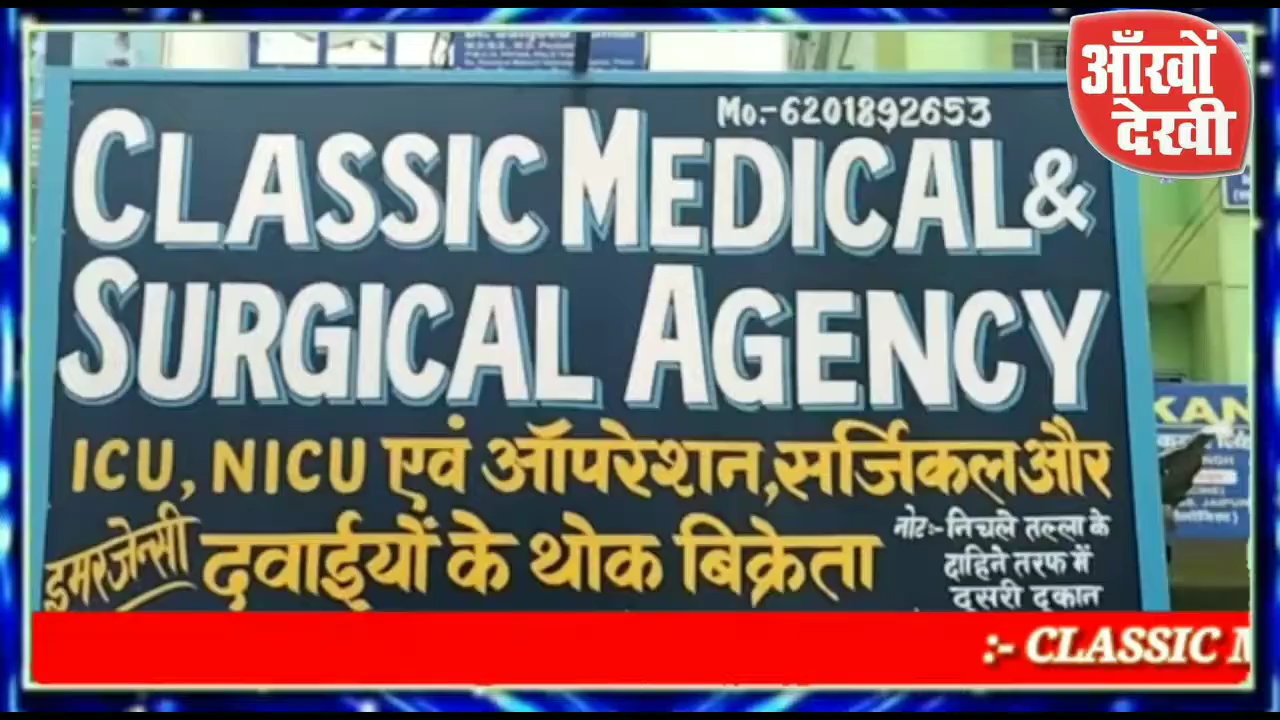 आँखों
देखी
Mo.-6201892653
CLASSIC MEDICAL &
SURGICAL AGENCY
ICU, NICU एवं ऑपरेशन, सर्जिकल और
इमरजेन्सी दवाईयों के थोक बिक्रेता
नोट:- निचले तल्ला के
दाहिने तरफ में
दूसरी दूकान
KAN
:- CLASSIC M